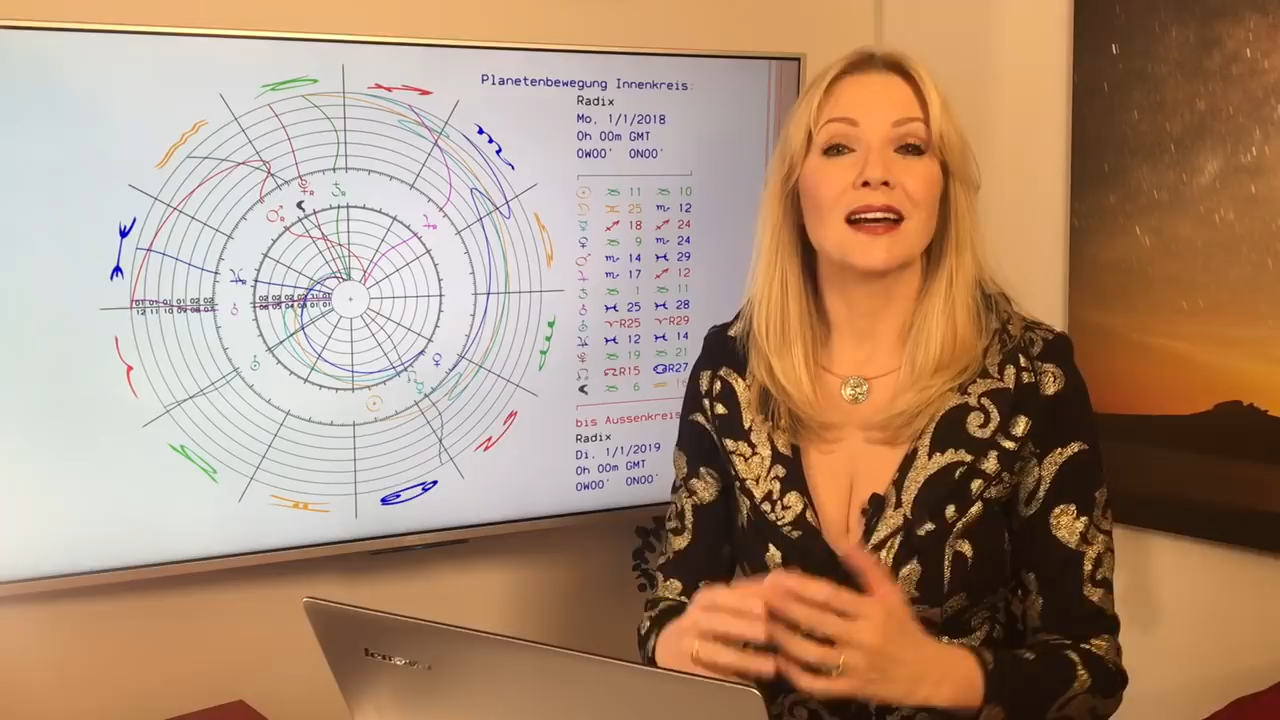 Planetenbewegung Innenkreis:
Radix
Mo. 1/1/2018
0h 00m GMT
0W00' 0N00'
11 10
25 12
18 24
9 24
14 29
17 12
1 11
25 28
R25 R29
12 14
19 21
R15 R27
6 16
bis Aussenkreis
Radix
Di. 1/1/2019
0h 00m GMT
0W00' 0N00'
lenovo